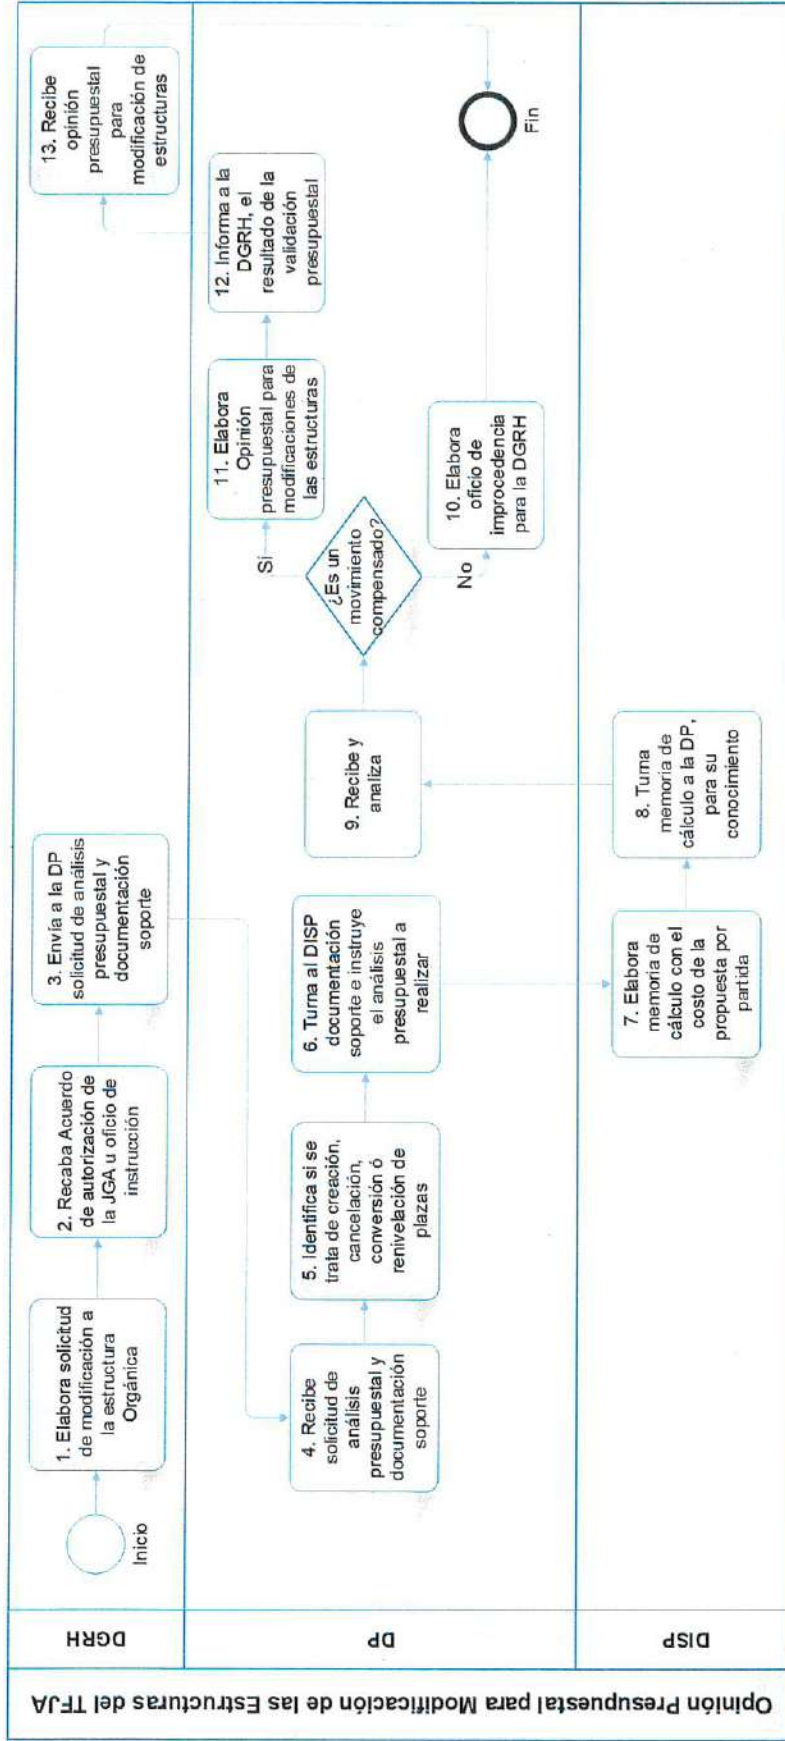 Opinión Presupuestal para Modificación de las Estructuras del TFJA
DGRH
Inicio
1. Elabora solicitud
de modificación a
la estructura
Orgánica
2. Recaba Acuerdo
de autorización de
la JGA u oficio de
instrucción
3. Envía a la DP
solicitud de análisis
presupuestal y
documentación
soporte
13. Recibe
opinión
presupuestal
para
modificación de
estructuras
DP
4. Recibe
solicitud de
análisis
presupuestal y
documentación
soporte
5. Identifica si se
trata de creación,
cancelación,
conversión ó
renivelación de
plazas
6. Turna al DISP
documentación
soporte e instruye
el análisis
presupuestal a
realizar
9. Recibe y
analiza
¿Es un
movimiento
compensado?
Sí
No
11. Elabora
Opinión
presupuestal para
modificaciones de
las estructuras
12. Informa a la
DGRH, el
resultado de la
validación
presupuestal
10. Elabora
oficio de
improcedencia
para la DGRH
Fin
DISP
7. Elabora
memoria de
cálculo con el
costo de la
propuesta por
partida
8. Turna
memoria de
cálculo a la DP,
para su
conocimiento